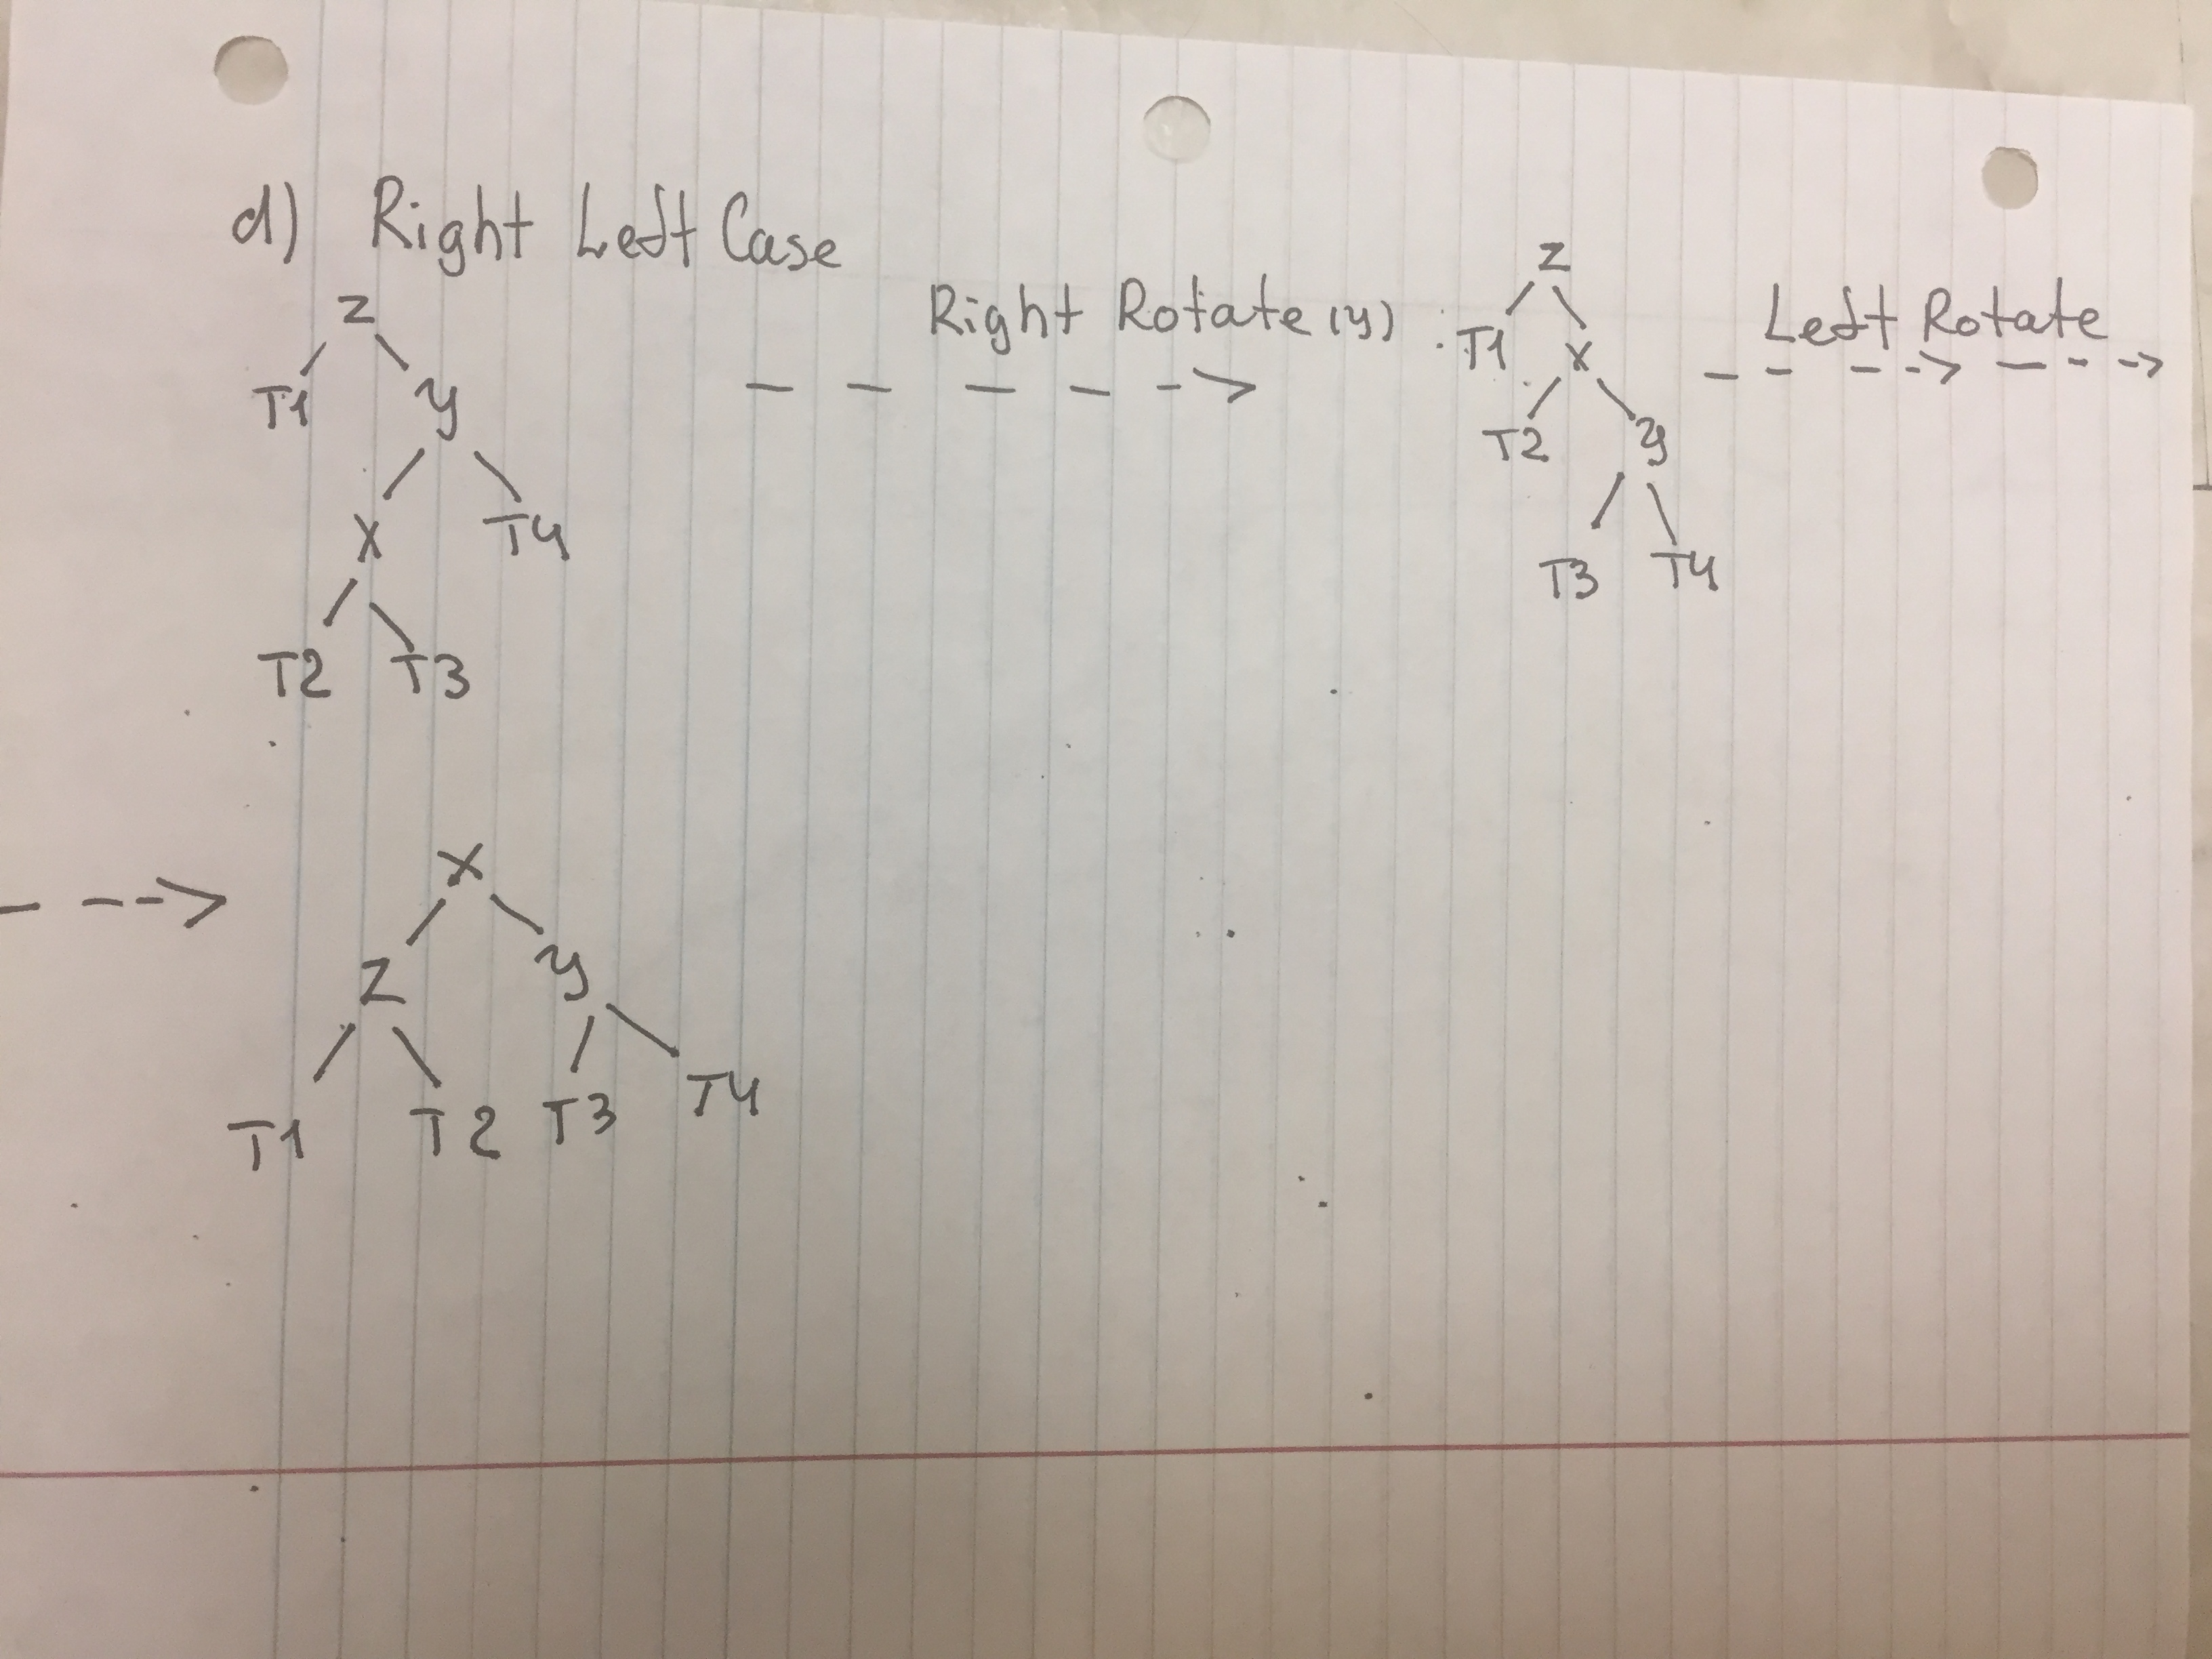 d) Right Left Case
z
T1 y
x T4
T2 T3
Right Rotate (y)
z
T1 x
T2 y
T3 T4
Left Rotate
x
z y
T1 T2 T3 T4